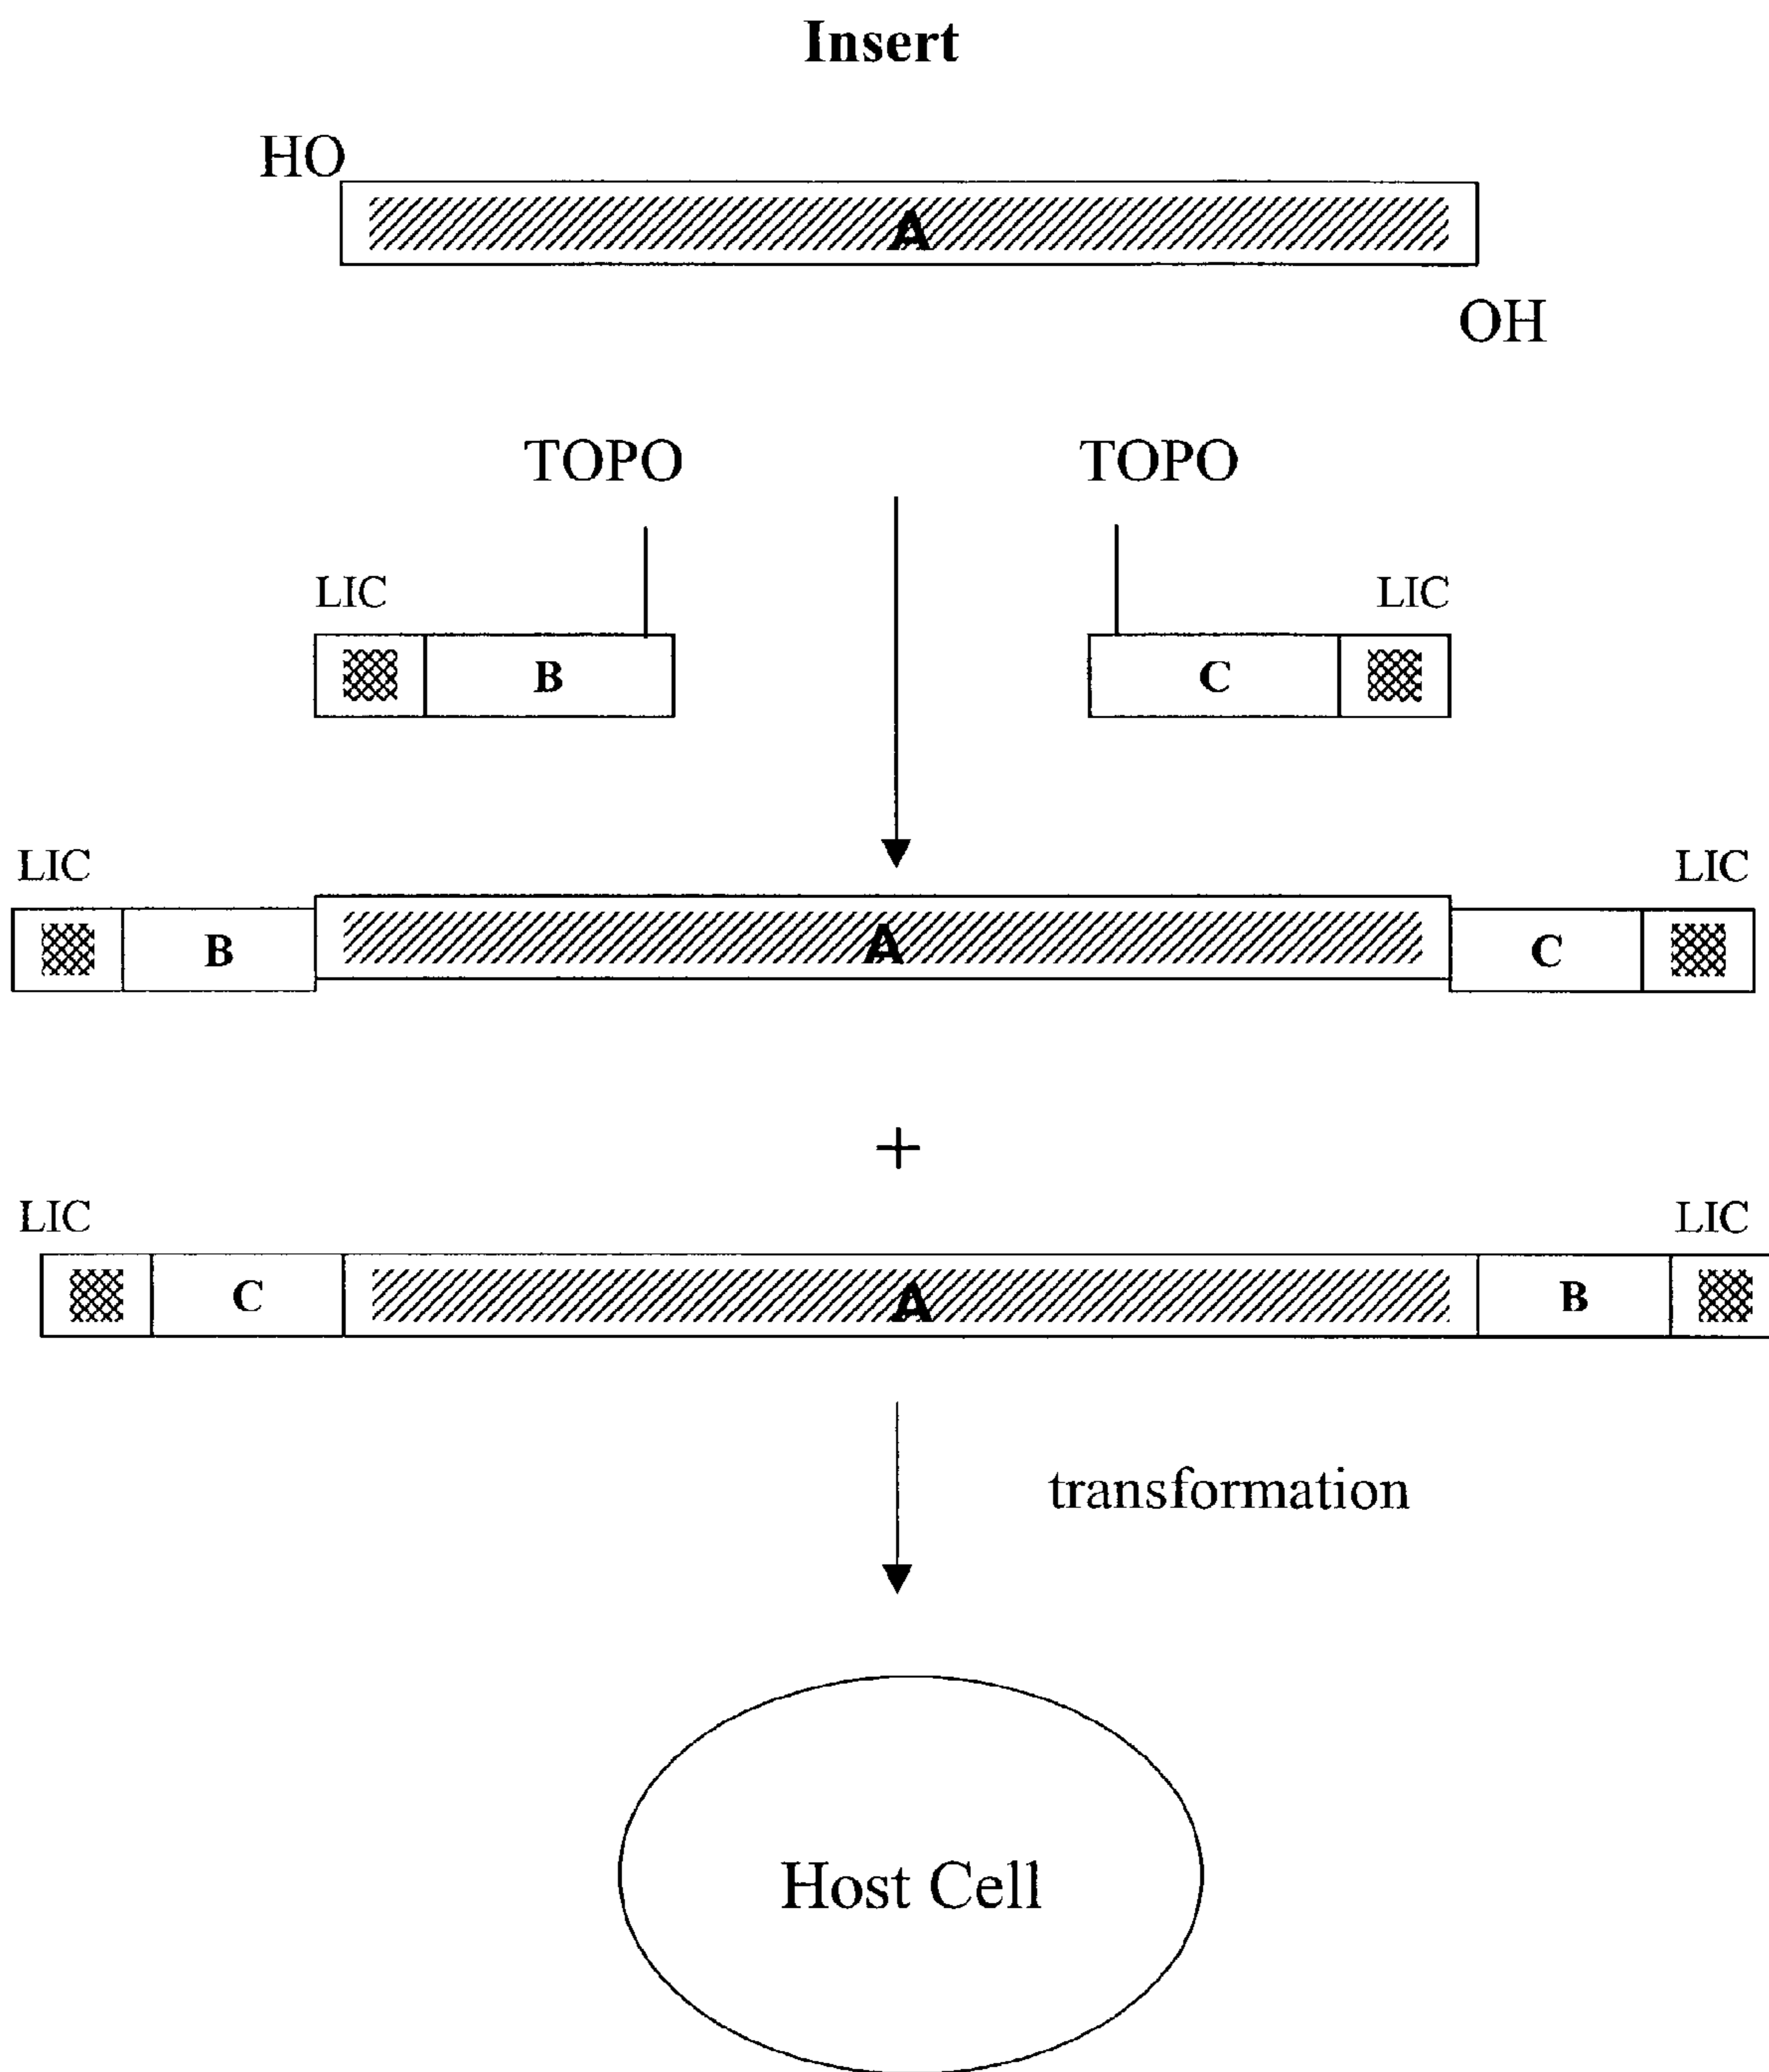 Insert
HO
A
OH
TOPO TOPO
LIC LIC
B C
LIC LIC
B A C
+
LIC LIC
C A B
transformation
Host Cell